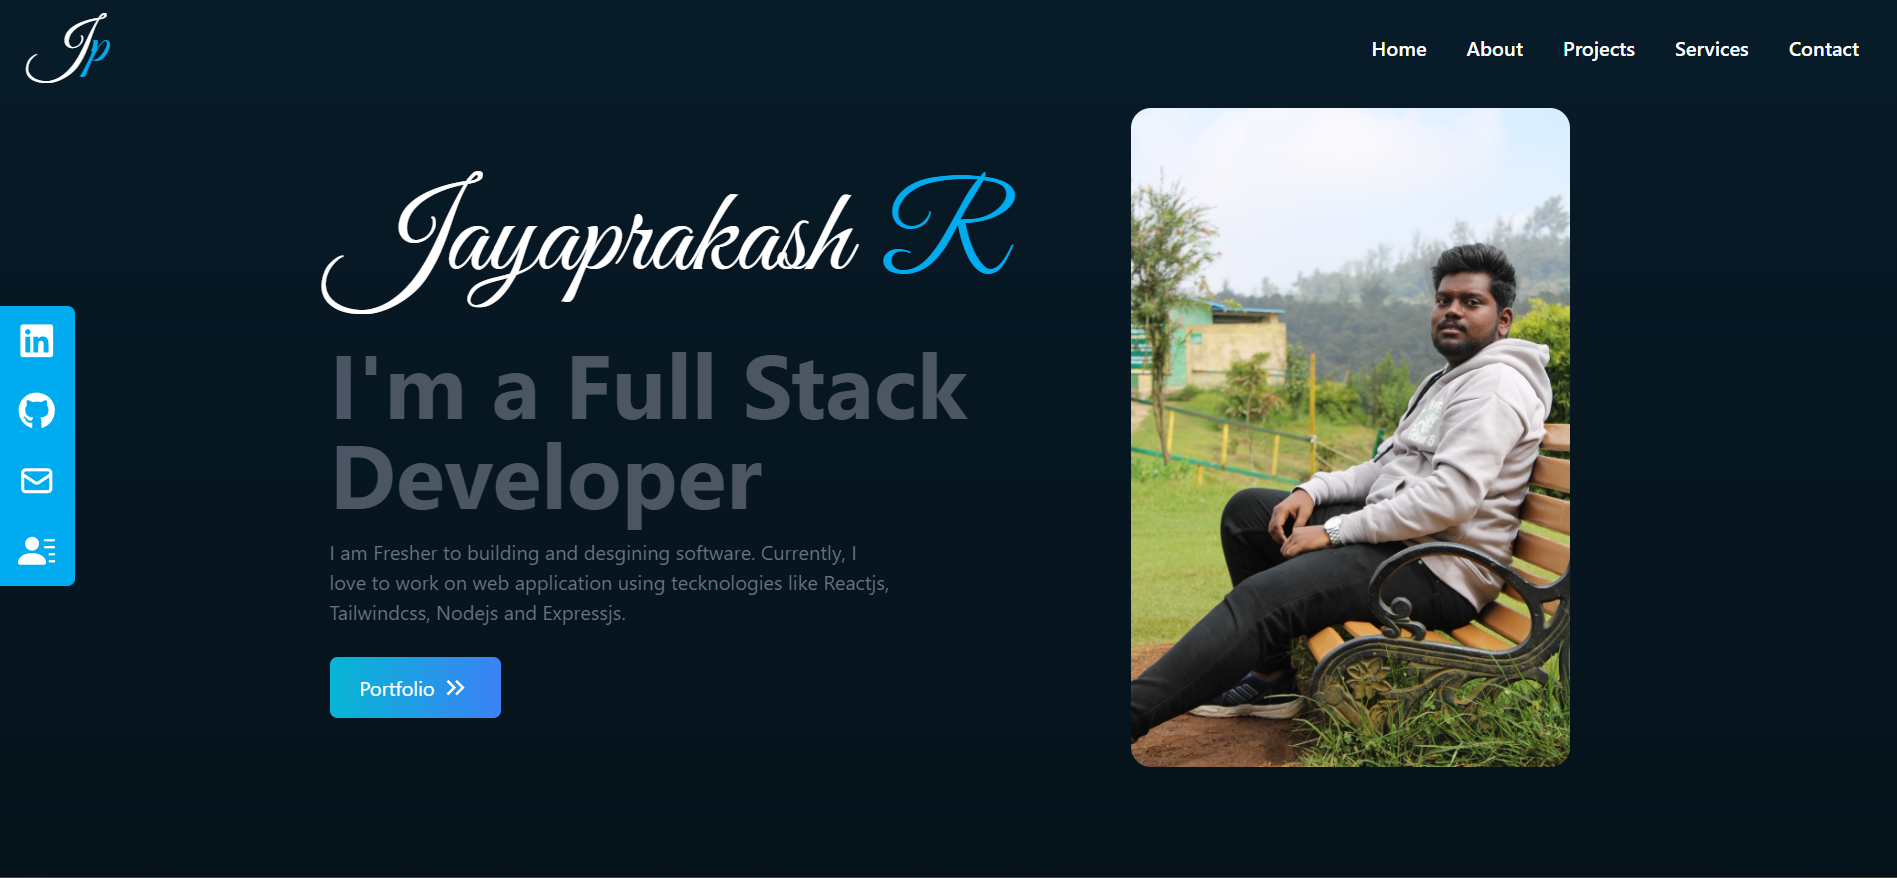 Jp
Home About Projects Services Contact
Jayaprakash R
I'm a Full Stack
Developer
I am Fresher to building and desgining software. Currently, I
love to work on web application using tecknologies like Reactjs,
Tailwindcss, Nodejs and Expressjs.
Portfolio